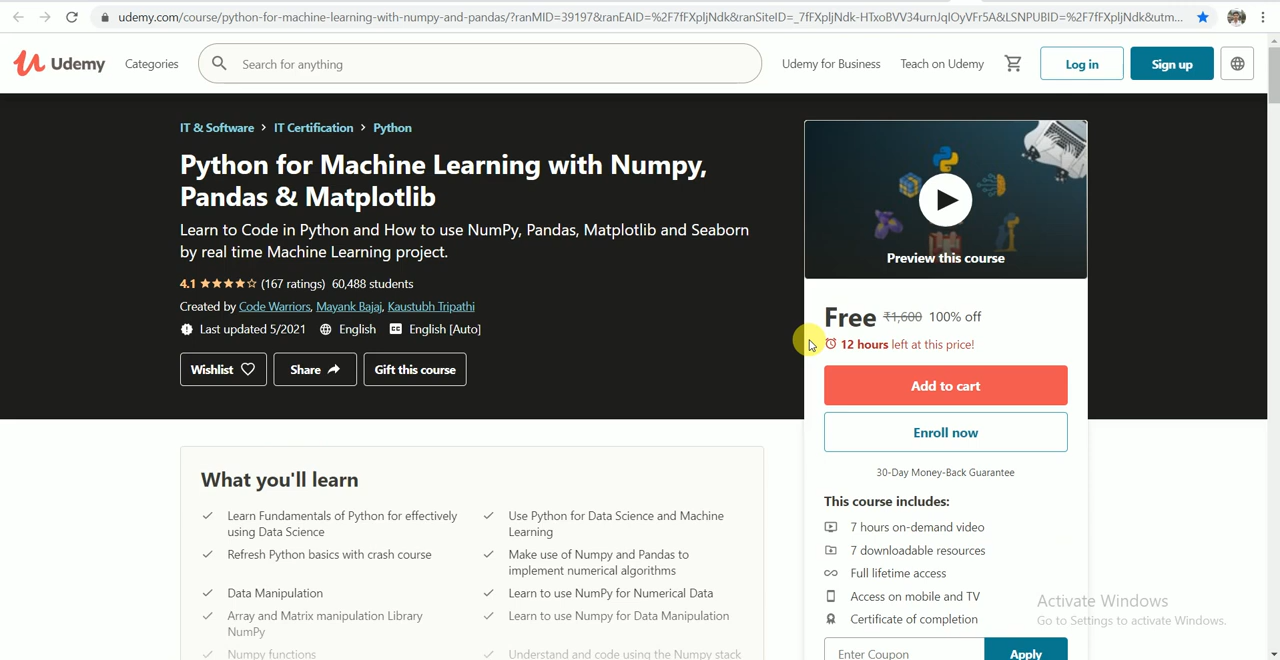 udemy.com/course/python-for-machine-learning-with-numpy-and-pandas/?ranMID=39197&ranEAID=%2F7fFXpljNdk&ranSiteID=_7fFXpljNdk-HTxoBVV34urnJqlOyVFr5A&LSNPUBID=%2F7fFXpljNdk&utm...
Udemy
Categories
Search for anything
Udemy for Business
Teach on Udemy
Log in
Sign up
IT & Software > IT Certification > Python
Python for Machine Learning with Numpy,
Pandas & Matplotlib
Learn to Code in Python and How to use NumPy, Pandas, Matplotlib and Seaborn
by real time Machine Learning project.
4.1 (167 ratings) 60,488 students
Created by Code Warriors, Mayank Bajaj, Kaustubh Tripathi
Last updated 5/2021 English English [Auto]
Wishlist
Share
Gift this course
Preview this course
Free ₹1,600 100% off
12 hours left at this price!
Add to cart
Enroll now
30-Day Money-Back Guarantee
This course includes:
7 hours on-demand video
7 downloadable resources
Full lifetime access
Access on mobile and TV
Certificate of completion
Enter Coupon
Apply
What you'll learn
Learn Fundamentals of Python for effectively
using Data Science
Refresh Python basics with crash course
Data Manipulation
Array and Matrix manipulation Library
NumPy
Numpy functions
Use Python for Data Science and Machine
Learning
Make use of Numpy and Pandas to
implement numerical algorithms
Learn to use NumPy for Numerical Data
Learn to use Numpy for Data Manipulation
Understand and code using the Numpy stack
Activate Windows
Go to Settings to activate Windows.